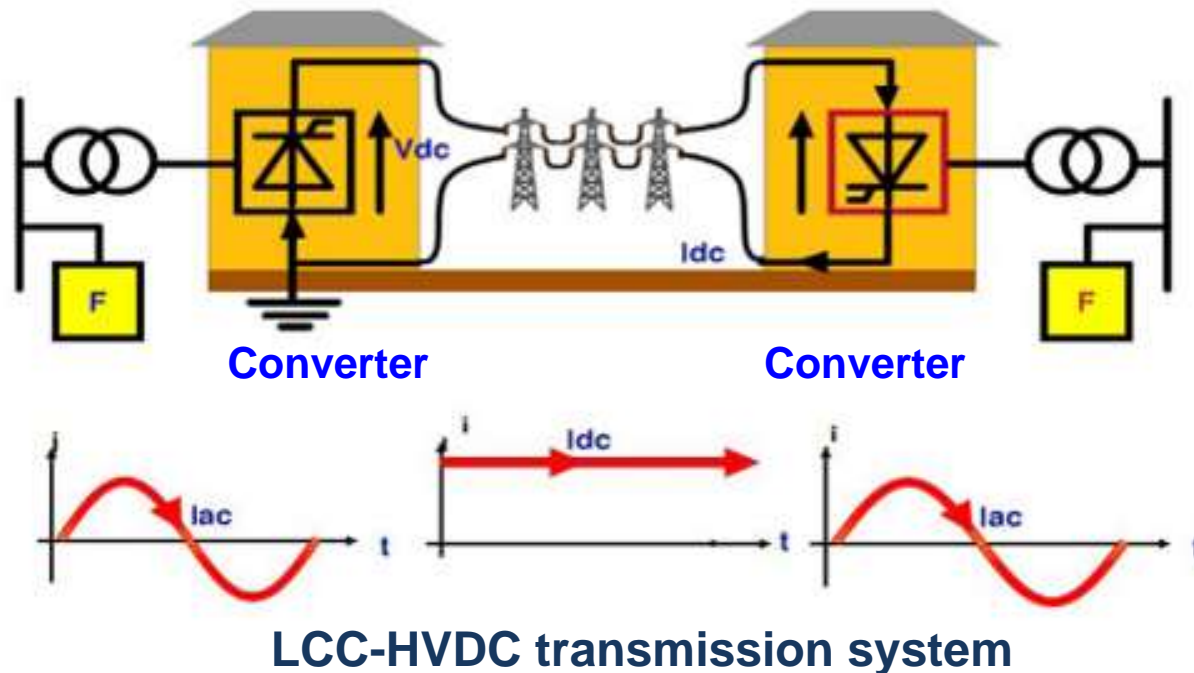 Vdc
Idc
F
F
Converter
Converter
i
Iac
t
i
Idc
t
i
Iac
t
LCC-HVDC transmission system